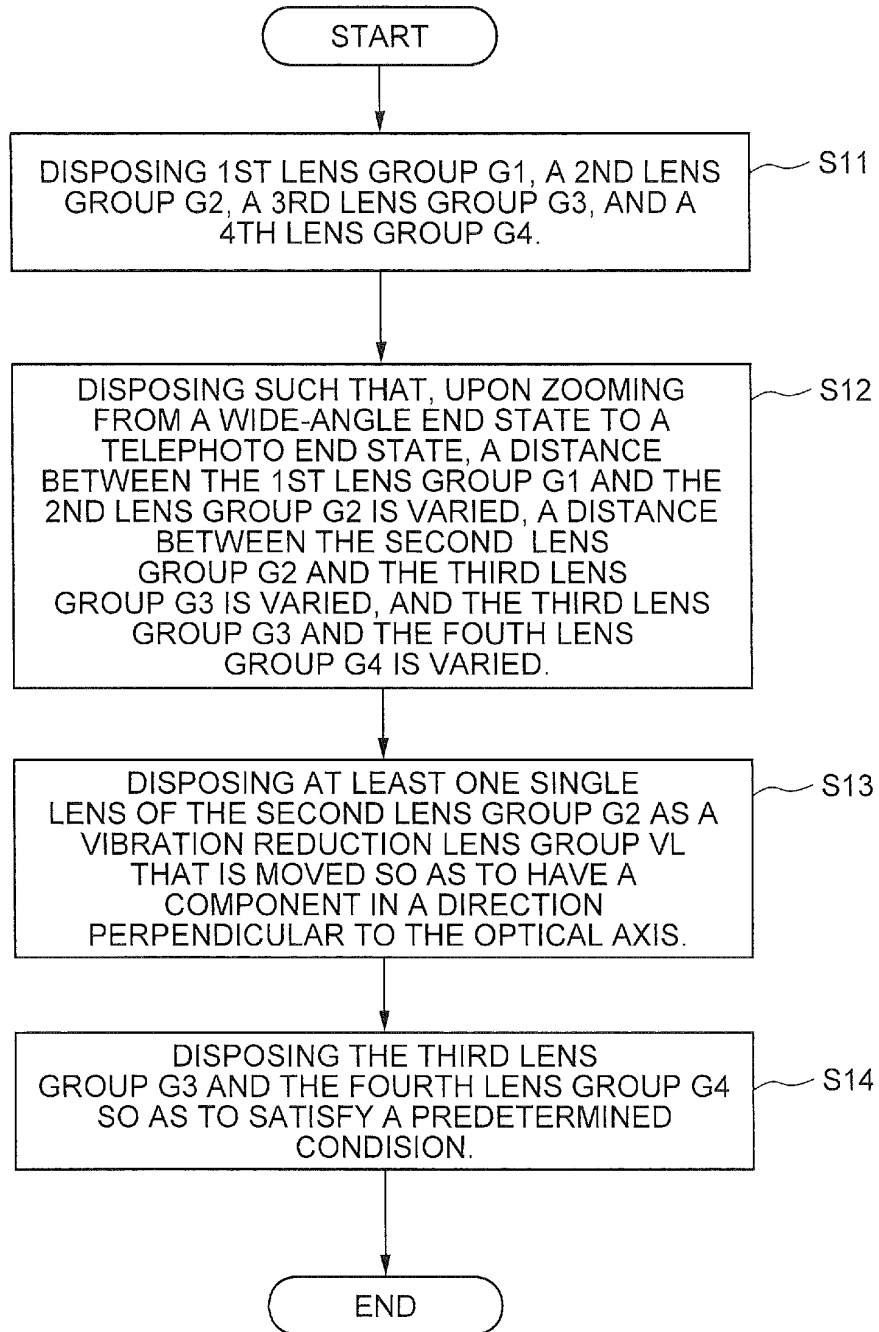 START
DISPOSING 1ST LENS GROUP G1, A 2ND LENS
GROUP G2, A 3RD LENS GROUP G3, AND A
4TH LENS GROUP G4.
S11
DISPOSING SUCH THAT, UPON ZOOMING
FROM A WIDE-ANGLE END STATE TO A
TELEPHOTO END STATE, A DISTANCE
BETWEEN THE 1ST LENS GROUP G1 AND THE
2ND LENS GROUP G2 IS VARIED, A DISTANCE
BETWEEN THE SECOND LENS
GROUP G2 AND THE THIRD LENS
GROUP G3 IS VARIED, AND THE THIRD LENS
GROUP G3 AND THE FOUTH LENS
GROUP G4 IS VARIED.
S12
DISPOSING AT LEAST ONE SINGLE
LENS OF THE SECOND LENS GROUP G2 AS A
VIBRATION REDUCTION LENS GROUP VL
THAT IS MOVED SO AS TO HAVE A
COMPONENT IN A DIRECTION
PERPENDICULAR TO THE OPTICAL AXIS.
S13
DISPOSING THE THIRD LENS
GROUP G3 AND THE FOURTH LENS GROUP G4
SO AS TO SATISFY A PREDETERMINED
CONDISION.
S14
END